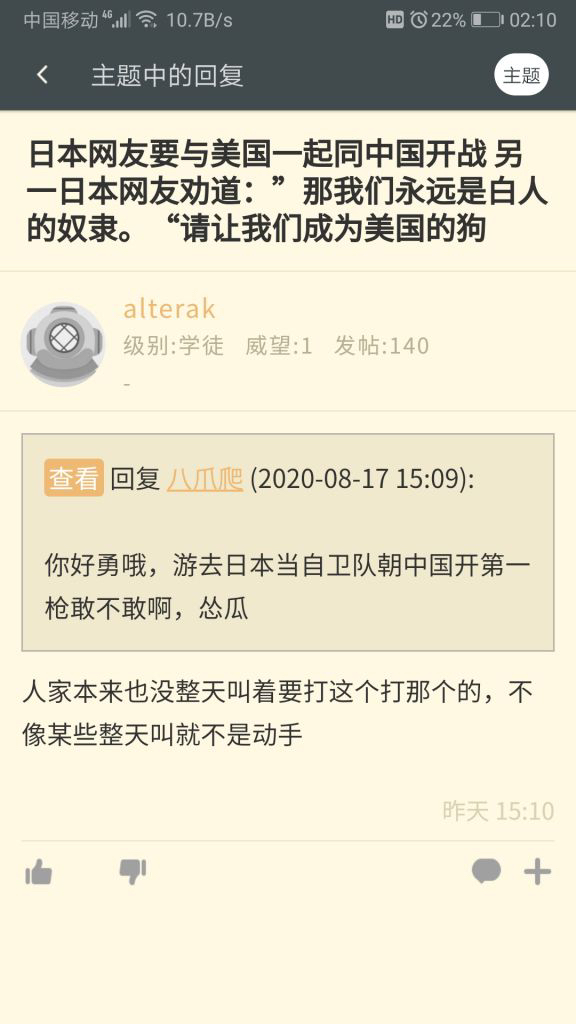 中国移动 4G 10.7B/s HD 22% 02:10
主题中的回复 主题
日本网友要与美国一起同中国开战 另
一日本网友劝道：”那我们永远是白人
的奴隶。“请让我们成为美国的狗
alterak
级别:学徒 威望:1 发帖:140
-
查看 回复 八爪爬 (2020-08-17 15:09):
你好勇哦，游去日本当自卫队朝中国开第一
枪敢不敢啊，怂瓜
人家本来也没整天叫着要打这个打那个的，不
像某些整天叫就不是动手
昨天 15:10